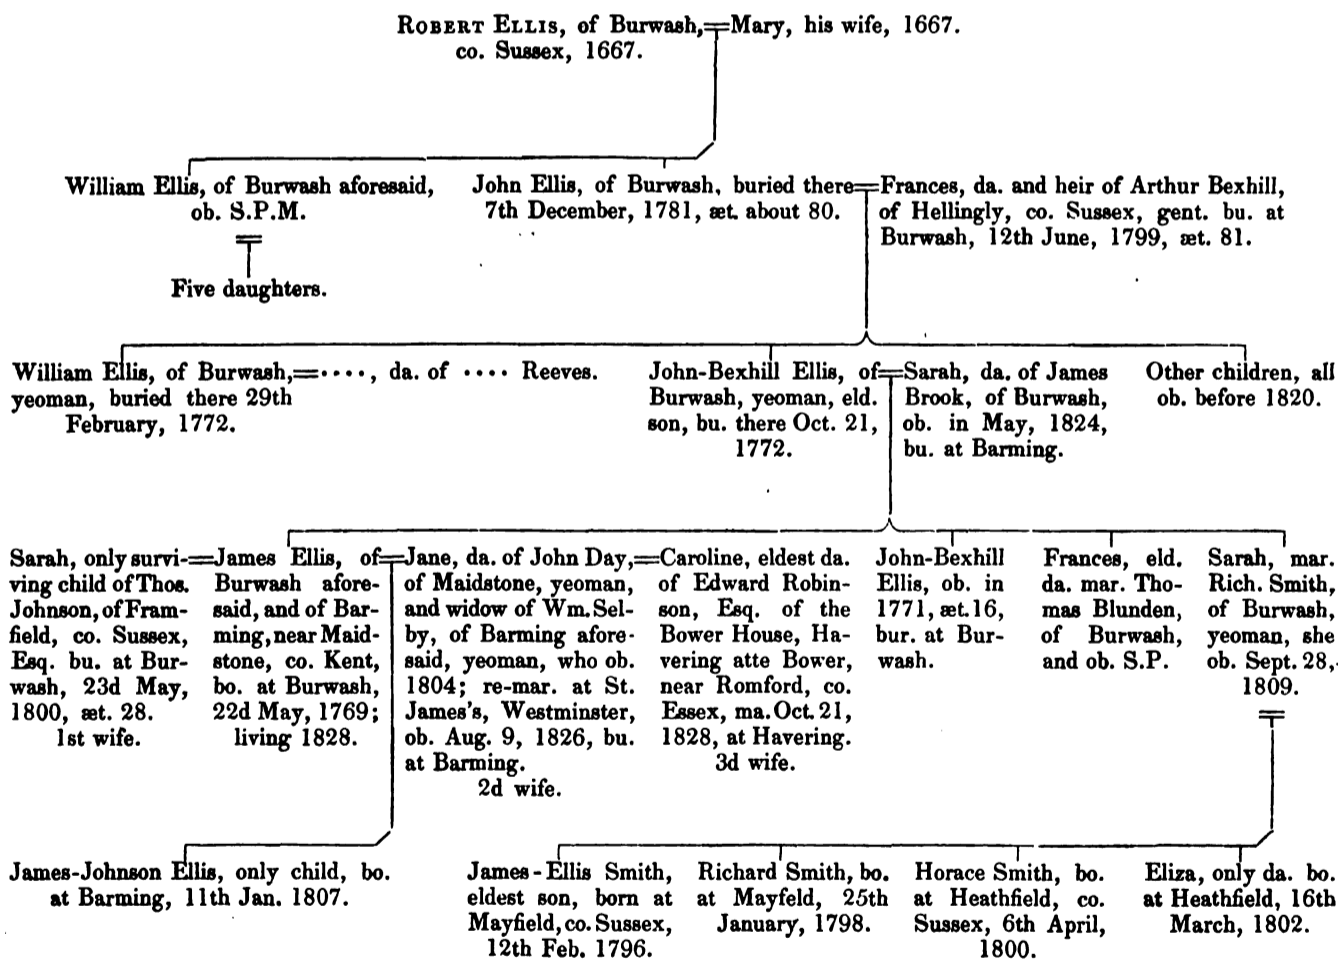 ROBERT ELLIS, of Burwash,
co. Sussex, 1667.
Mary, his wife, 1667.
William Ellis, of Burwash aforesaid,
ob. S.P.M.
Five daughters.
John Ellis, of Burwash, buried there
7th December, 1781, æt. about 80.
Frances, da. and heir of Arthur Bexhill,
of Hellingly, co. Sussex, gent. bu. at
Burwash, 12th June, 1799, æt. 81.
William Ellis, of Burwash,
yeoman, buried there 29th
February, 1772.
····, da. of ···· Reeves.
John-Bexhill Ellis, of
Burwash, yeoman, eld.
son, bu. there Oct. 21,
1772.
Sarah, da. of James
Brook, of Burwash,
ob. in May, 1824,
bu. at Barming.
Other children, all
ob. before 1820.
Sarah, only survi-
ving child of Thos.
Johnson, of Fram-
field, co. Sussex,
Esq. bu. at Bur-
wash, 23d May,
1800, æt. 28.
1st wife.
James Ellis, of
Burwash afore-
said, and of Bar-
ming, near Maid-
stone, co. Kent,
bo. at Burwash,
22d May, 1769;
living 1828.
Jane, da. of John Day,
of Maidstone, yeoman,
and widow of Wm. Sel-
by, of Barming afore-
said, yeoman, who ob.
1804; re-mar. at St.
James's, Westminster,
ob. Aug. 9, 1826, bu.
at Barming.
2d wife.
Caroline, eldest da.
of Edward Robin-
son, Esq. of the
Bower House, Ha-
vering atte Bower,
near Romford, co.
Essex, ma. Oct. 21,
1828, at Havering.
3d wife.
John-Bexhill
Ellis, ob. in
1771, æt. 16,
bur. at Bur-
wash.
Frances, eld.
da. mar. Tho-
mas Blunden,
of Burwash,
and ob. S.P.
Sarah, mar.
Rich. Smith,
of Burwash,
yeoman, she
ob. Sept. 28,
1809.
James-Johnson Ellis, only child, bo.
at Barming, 11th Jan. 1807.
James-Ellis Smith,
eldest son, born at
Mayfield, co. Sussex,
12th Feb. 1796.
Richard Smith, bo.
at Mayfeld, 25th
January, 1798.
Horace Smith, bo.
at Heathfield, co.
Sussex, 6th April,
1800.
Eliza, only da. bo.
at Heathfield, 16th
March, 1802.